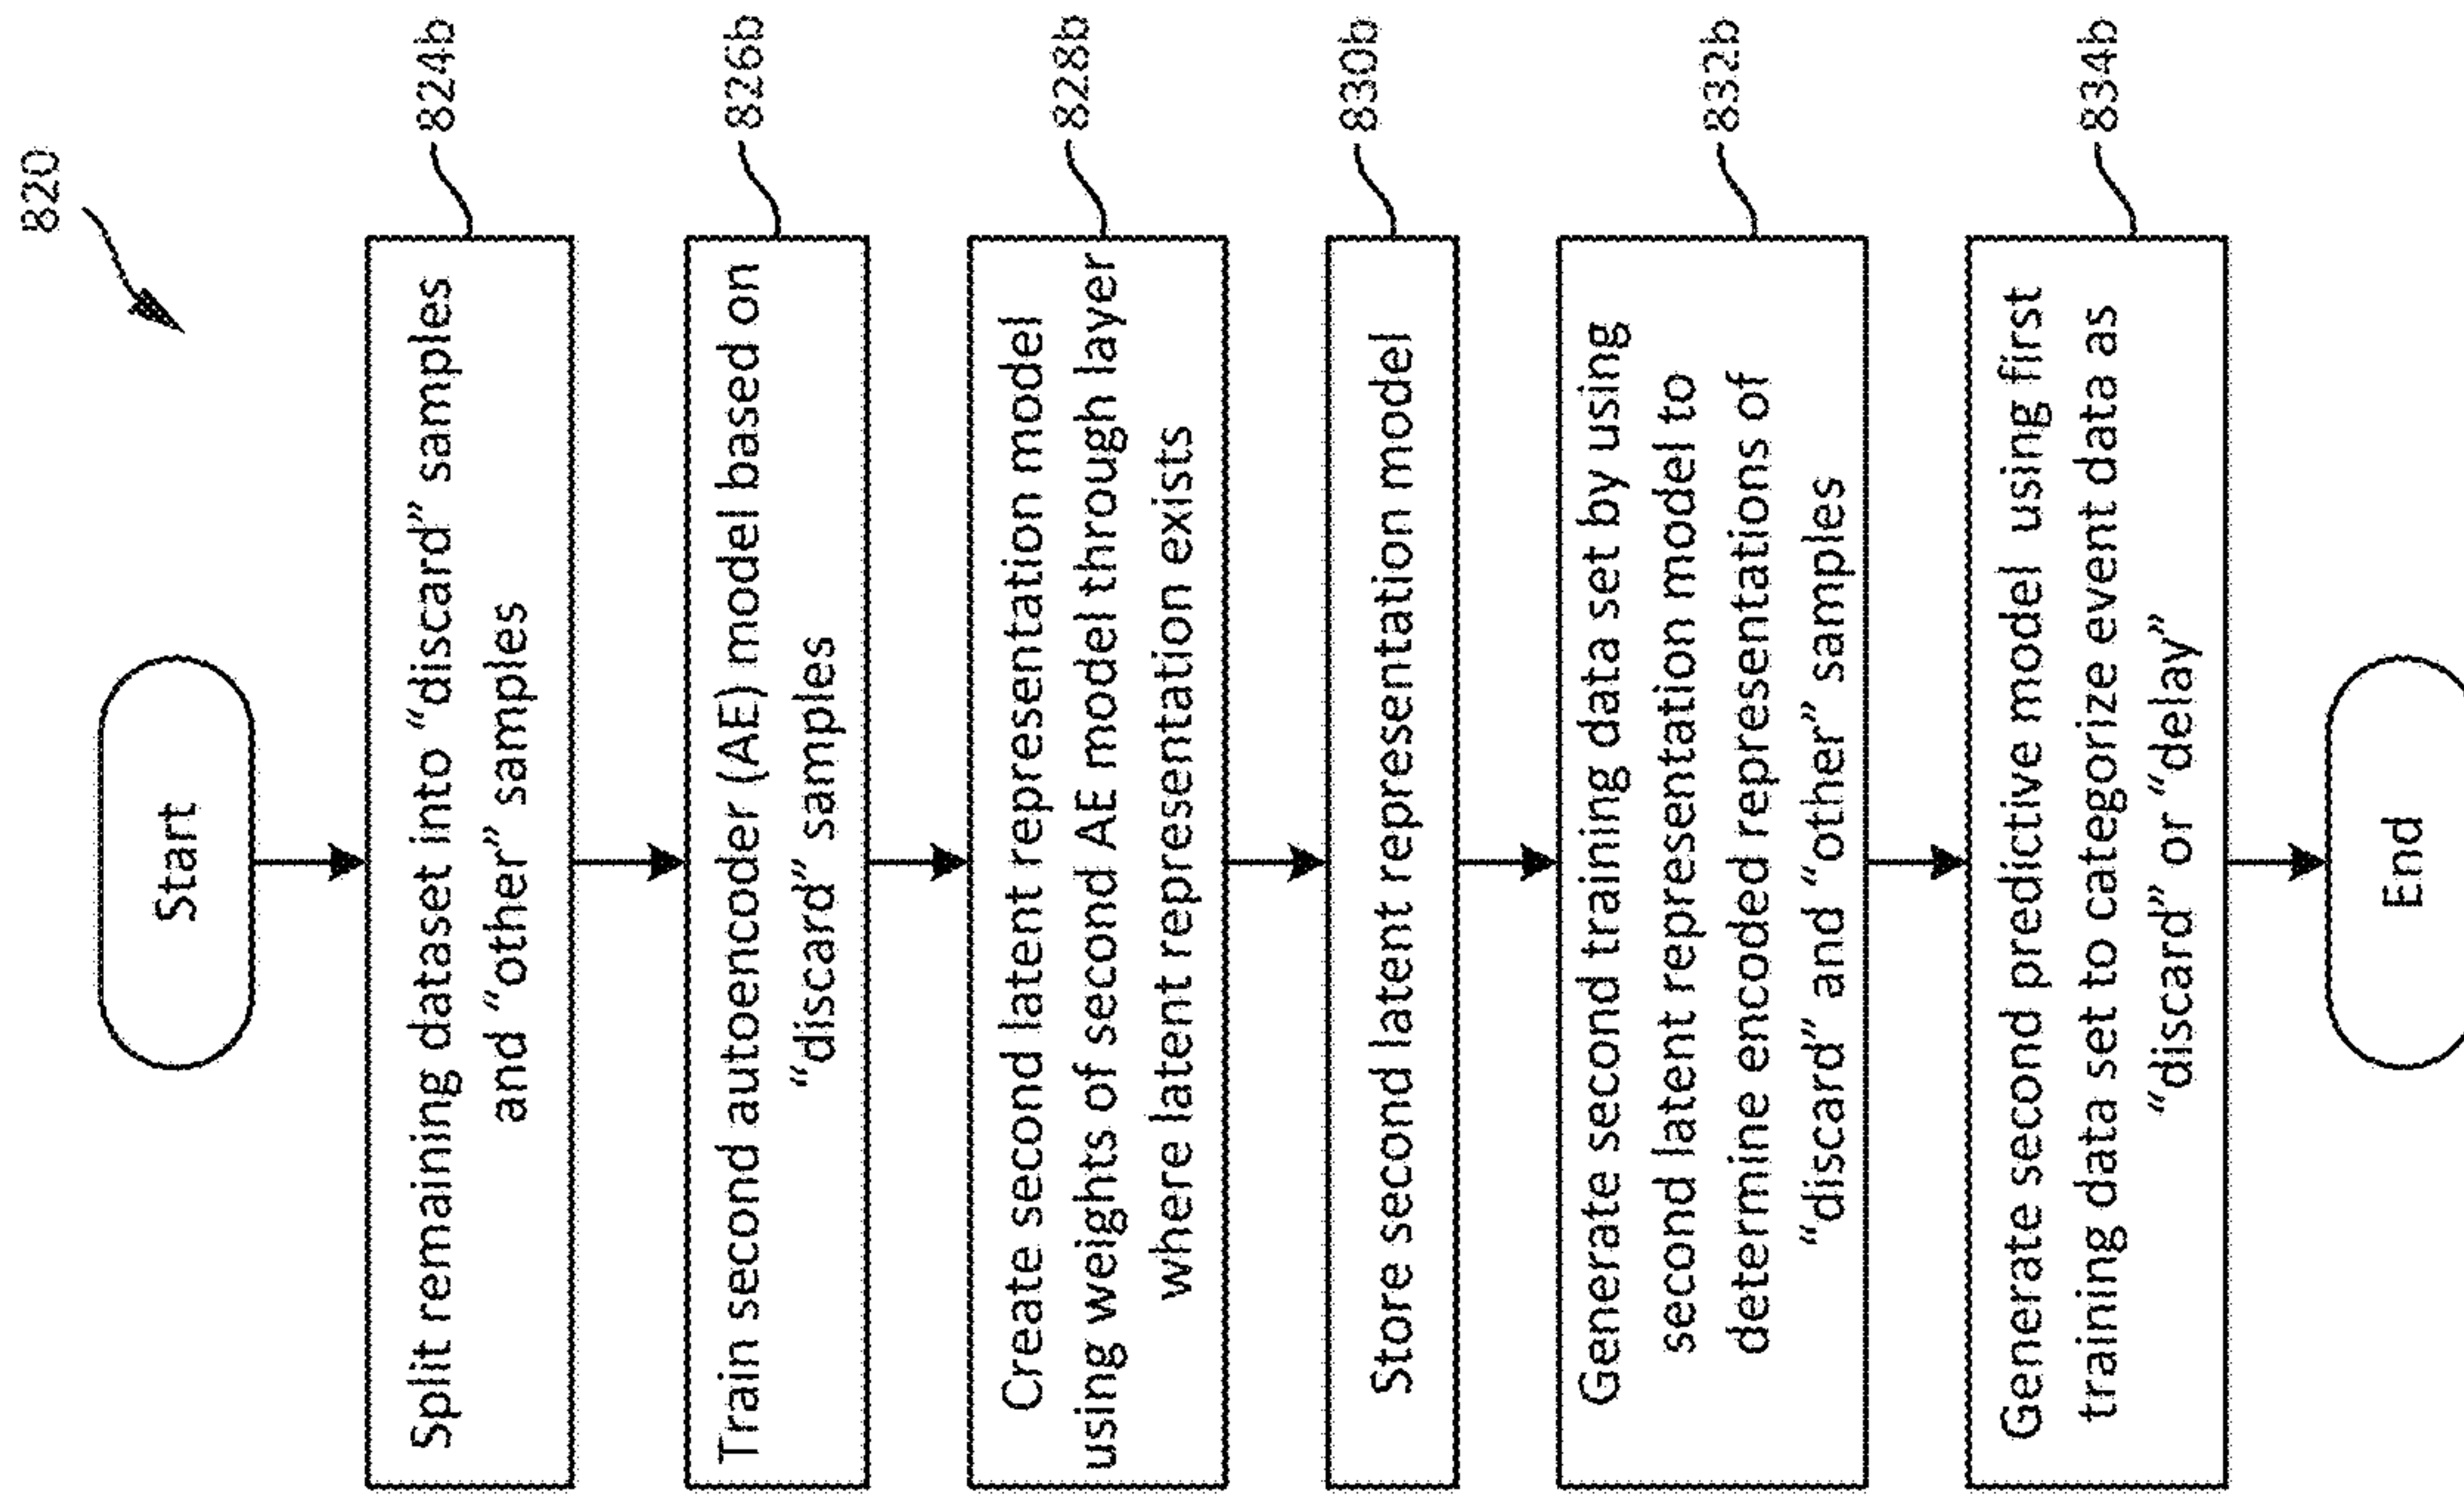 820
Start
Split remaining dataset into “discard” samples
and “other” samples
824b
Train second autoencoder (AE) model based on
“discard” samples
826b
Create second latent representation model
using weights of second AE model through layer
where latent representation exists
828b
Store second latent representation model
830b
Generate second training data set by using
second latent representation model to
determine encoded representations of
“discard” and “other” samples
832b
Generate second predictive model using first
training data set to categorize event data as
“discard” or “delay”
834b
End